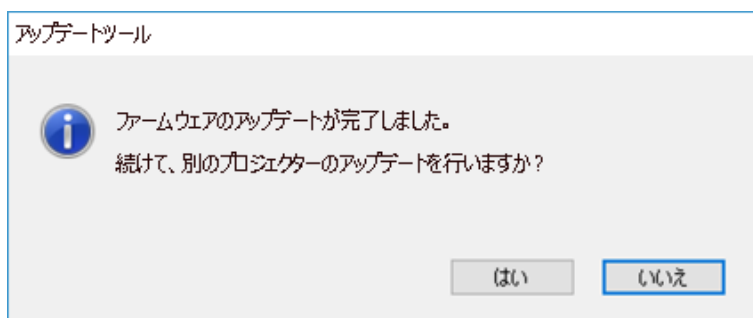 アップデートツール
ファームウェアのアップデートが完了しました。
続けて、別のプロジェクターのアップデートを行いますか？
はい
いいえ